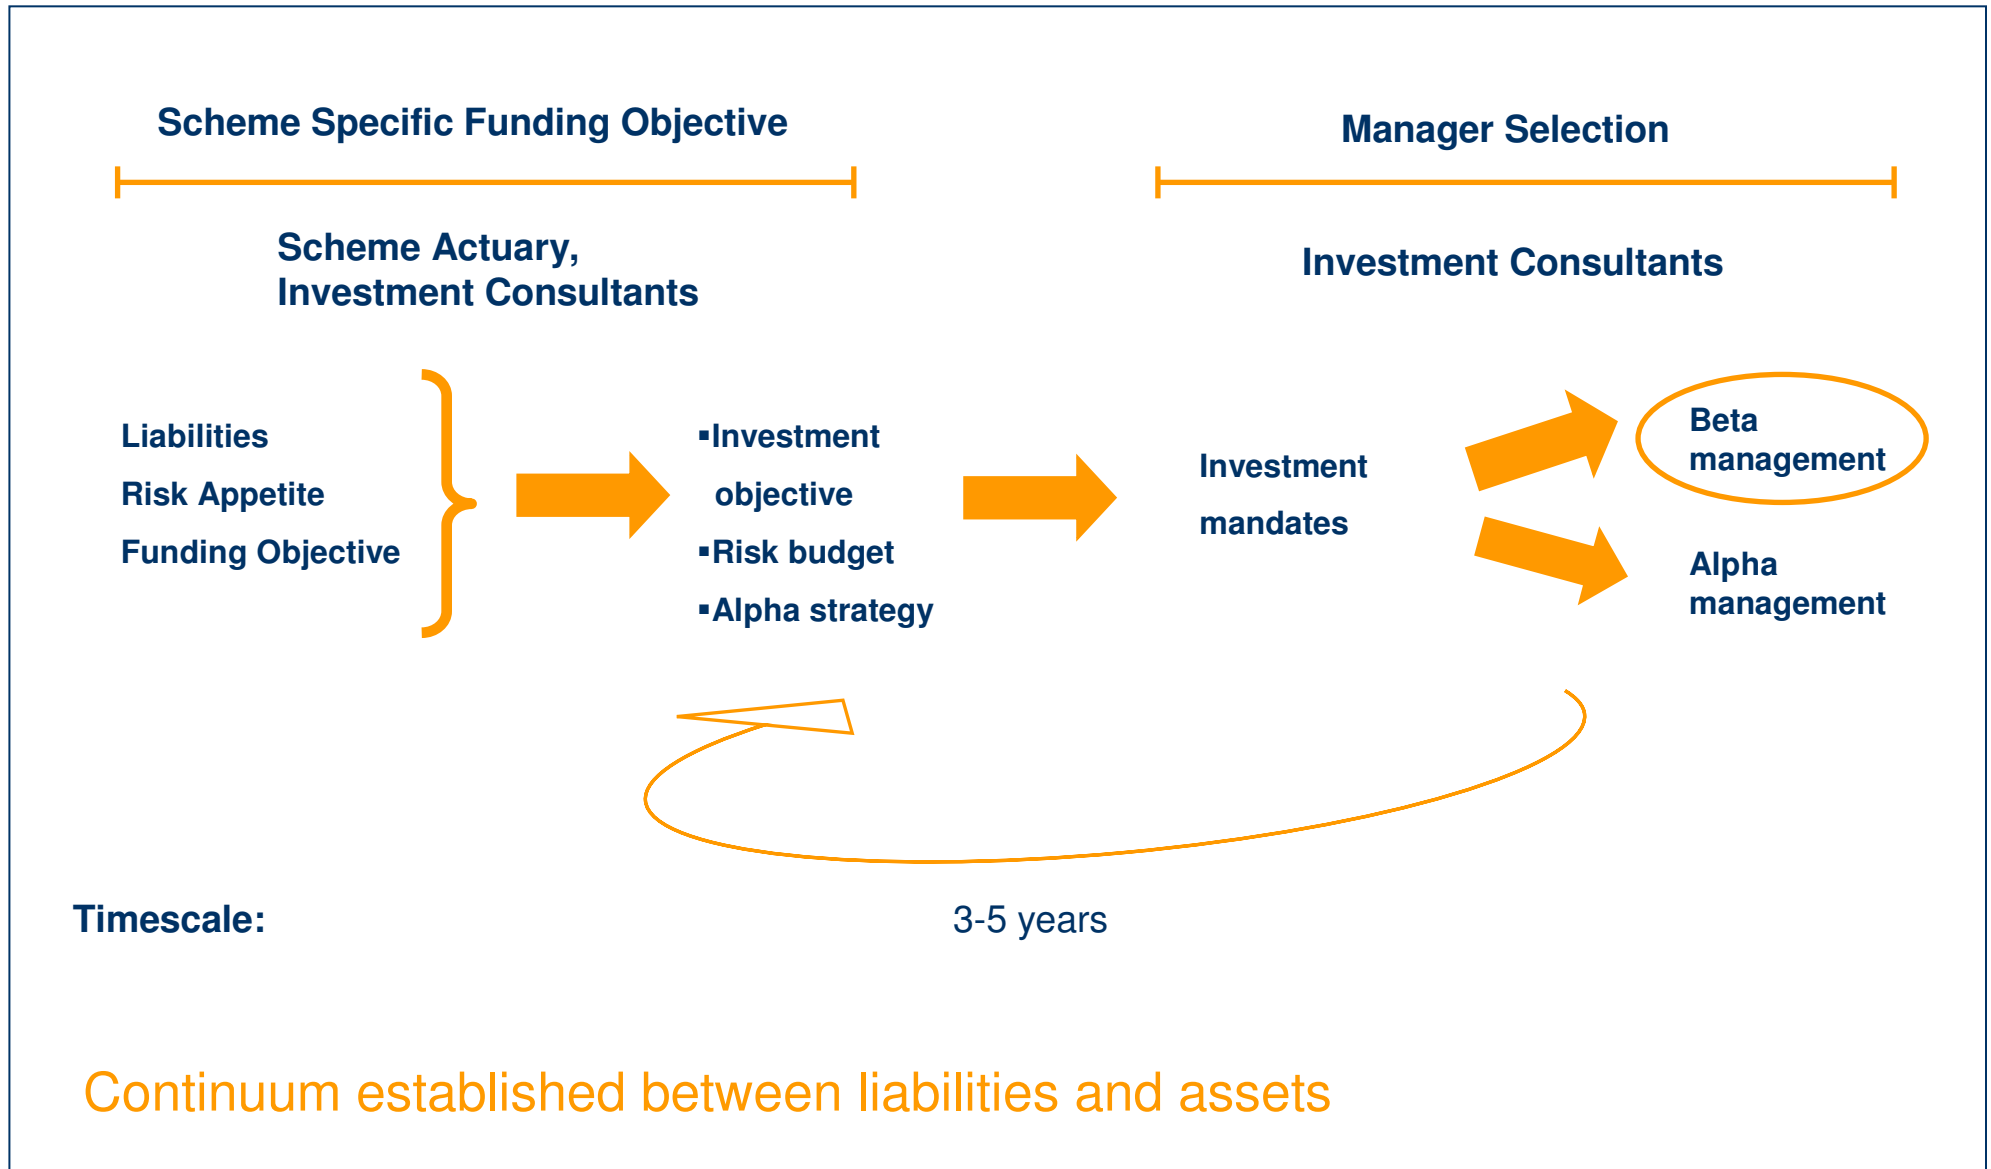 Scheme Specific Funding Objective
Manager Selection
Scheme Actuary,
Investment Consultants
Investment Consultants
Liabilities
Risk Appetite
Funding Objective
▪Investment
objective
▪Risk budget
▪Alpha strategy
Investment
mandates
Beta
management
Alpha
management
Timescale:
3-5 years
Continuum established between liabilities and assets